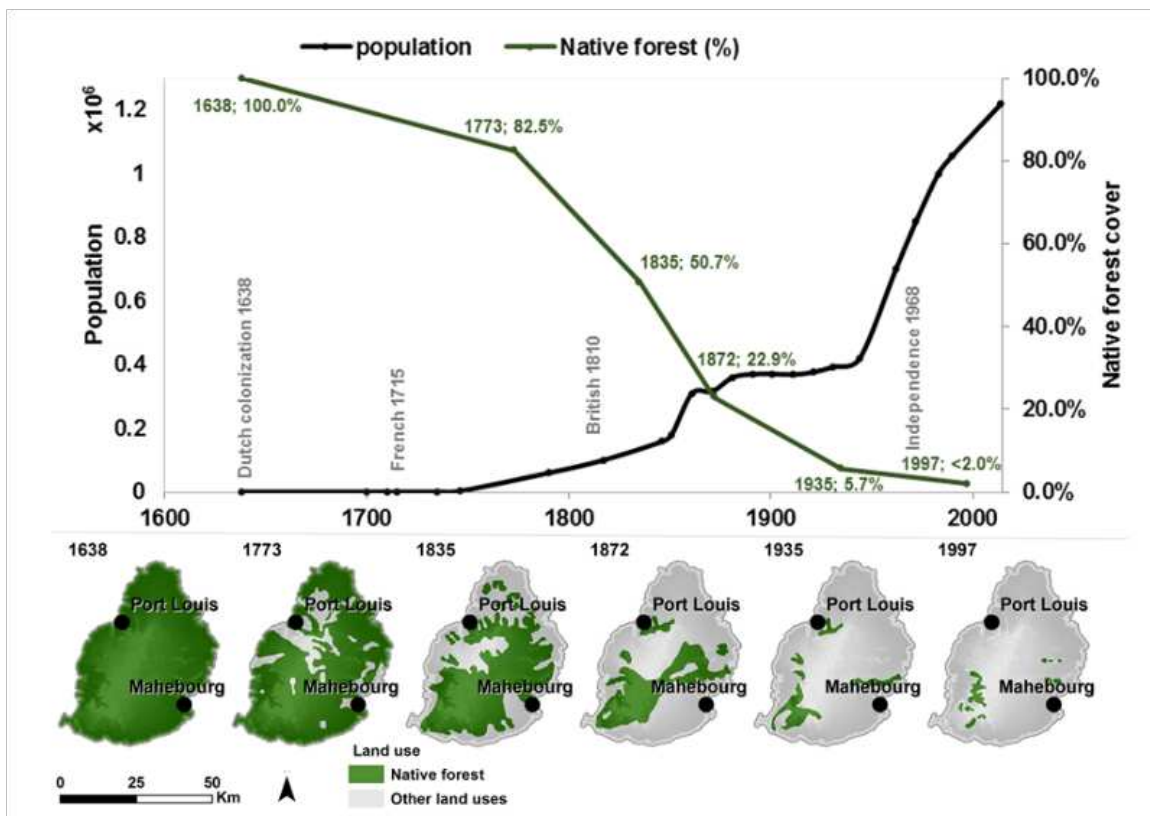 population
Native forest (%)
x10⁶
Population
1.2
1
0.8
0.6
0.4
0.2
0
100.0%
80.0%
60.0%
40.0%
20.0%
0.0%
Native forest cover
1638; 100.0%
1773; 82.5%
1835; 50.7%
1872; 22.9%
1935; 5.7%
1997; <2.0%
Dutch colonization 1638
French 1715
British 1810
Independence 1968
1600 1700 1800 1900 2000
1638 1773 1835 1872 1935 1997
Port Louis Port Louis Port Louis Port Louis Port Louis Port Louis
Mahebourg Mahebourg Mahebourg Mahebourg Mahebourg Mahebourg
Land use
Native forest
Other land uses
0 25 50
Km